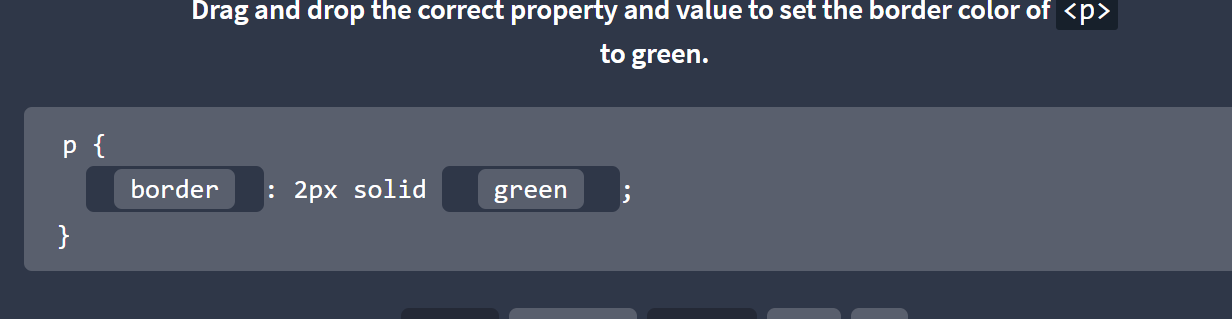 Drag and drop the correct property and value to set the border color of <p>
to green.
p {
border : 2px solid green ;
}